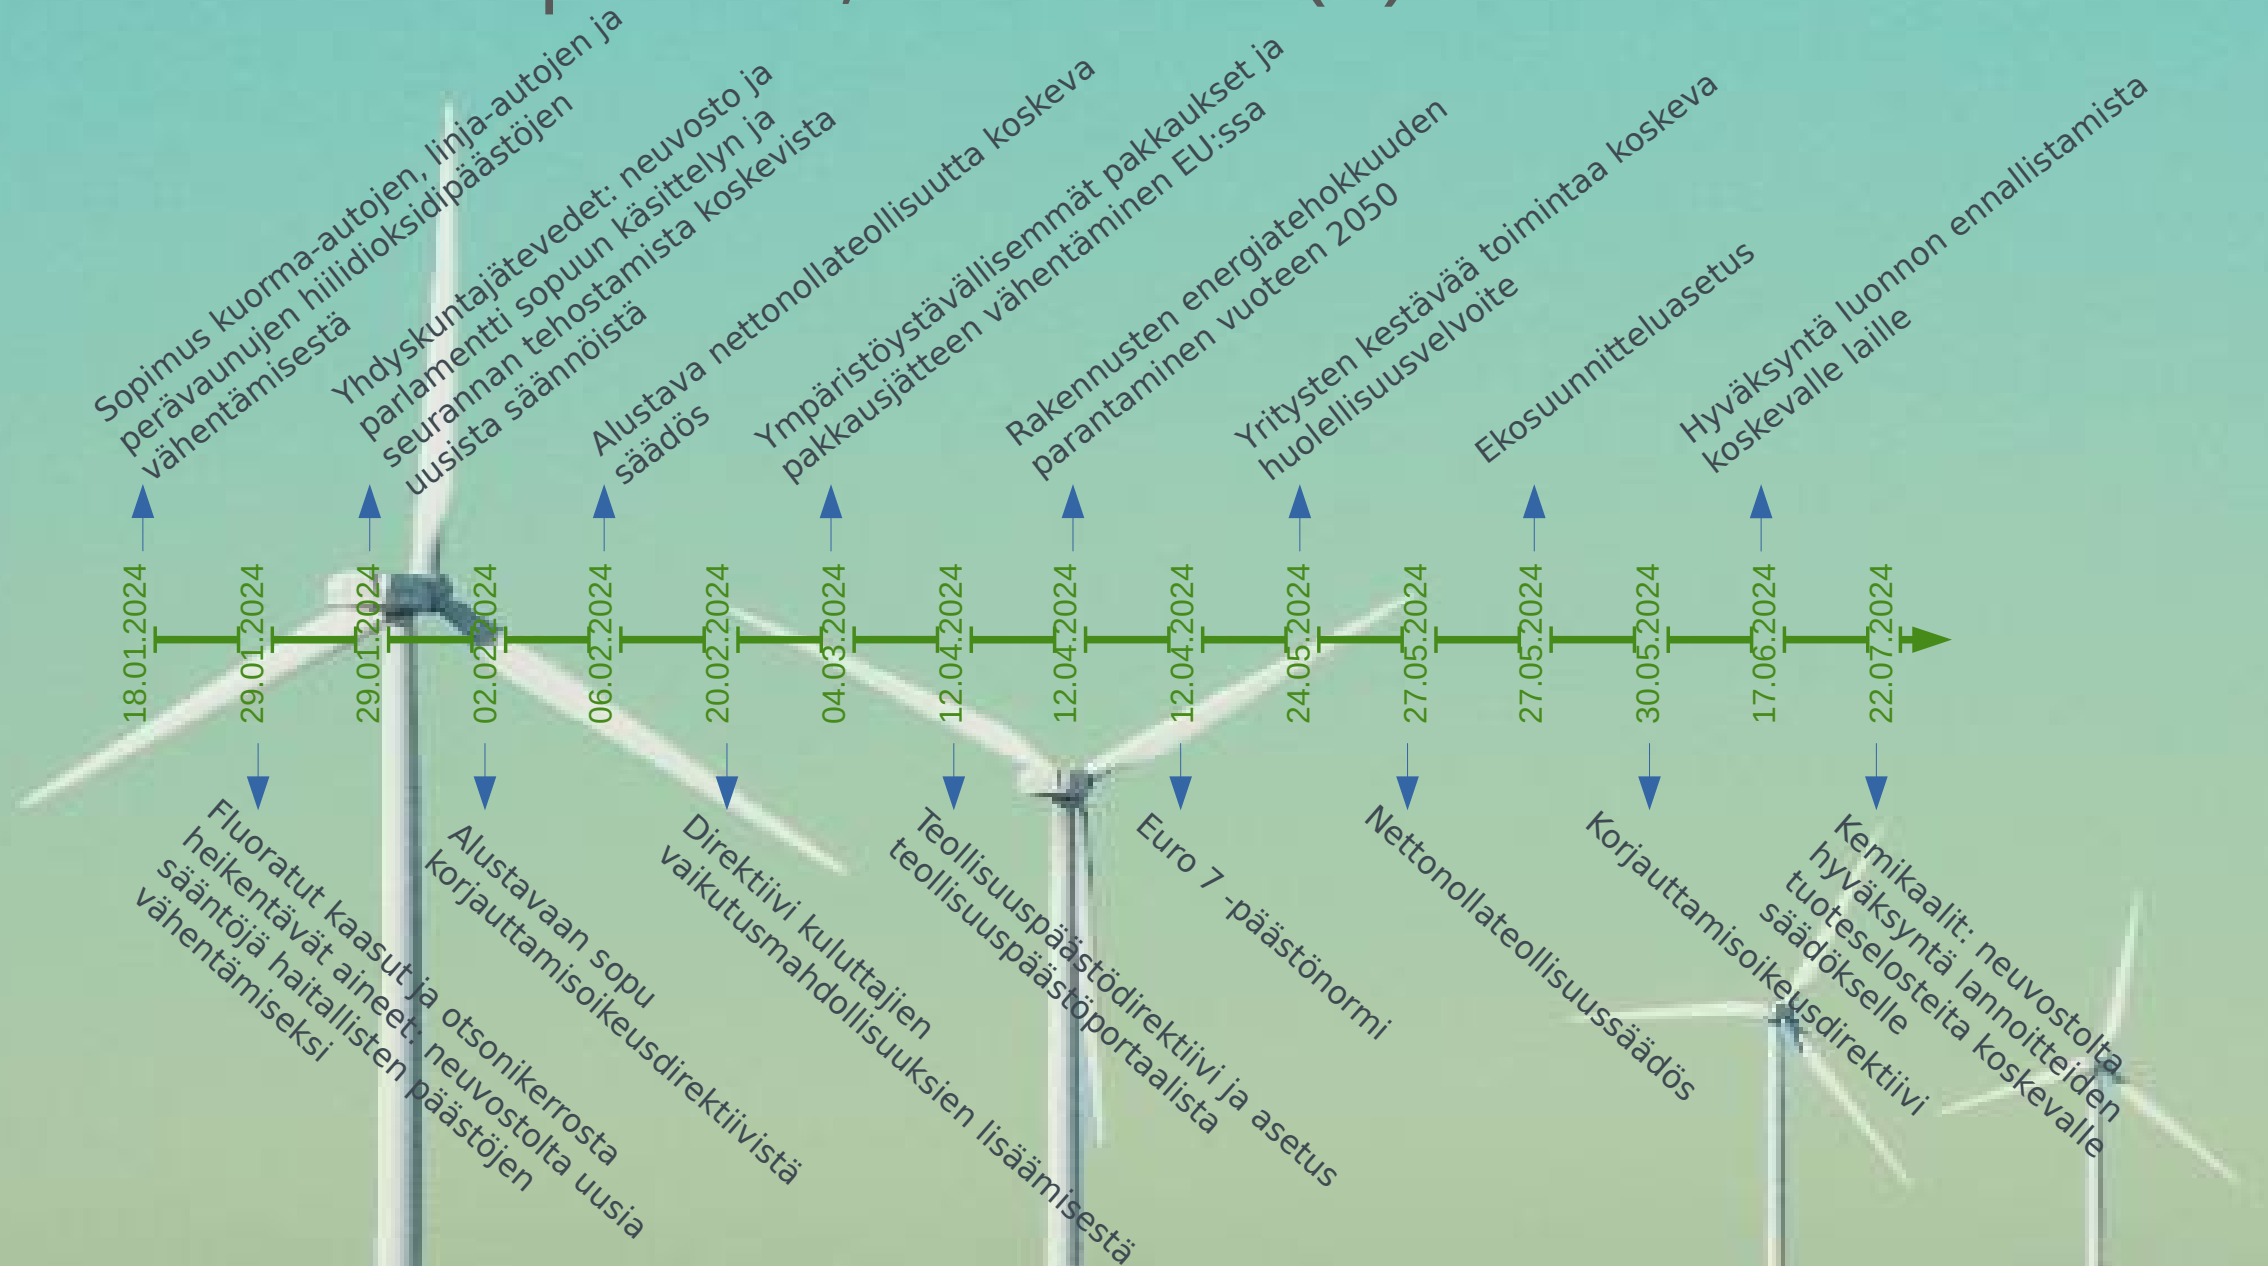 Sopimus kuorma-autojen, linja-autojen ja
perävaunujen hiilidioksidipäästöjen
vähentämisestä
Yhdyskuntajätevedet: neuvosto ja
parlamentti sopuun käsittelyn ja
seurannan tehostamista koskevista
uusista säännöistä
Alustava nettonollateollisuutta koskeva
säädös
Ympäristöystävällisemmät pakkaukset ja
pakkausjätteen vähentäminen EU:ssa
Rakennusten energiatehokkuuden
parantaminen vuoteen 2050
Yritysten kestävää toimintaa koskeva
huolellisuusvelvoite
Ekosuunnitteluasetus
Hyväksyntä luonnon ennallistamista
koskevalle laille
18.01.2024
29.01.2024
29.01.2024
02.02.2024
06.02.2024
20.02.2024
04.03.2024
12.04.2024
12.04.2024
12.04.2024
24.05.2024
27.05.2024
27.05.2024
30.05.2024
17.06.2024
22.07.2024
Fluoratut kaasut ja otsonikerrosta
heikentävät aineet: neuvostolta uusia
sääntöjä haitallisten päästöjen
vähentämiseksi
Alustavaan sopu
korjauttamisoikeusdirektiivistä
Direktiivi kuluttajien
vaikutusmahdollisuuksien lisäämisestä
Teollisuuspäästödirektiivi ja asetus
teollisuuspäästöportaalista
Euro 7 -päästönormi
Nettonollateollisuussäädös
Korjauttamisoikeusdirektiivi
Kemikaalit: neuvostolta
hyväksyntä lannoitteiden
tuoteselosteita koskevalle
säädökselle